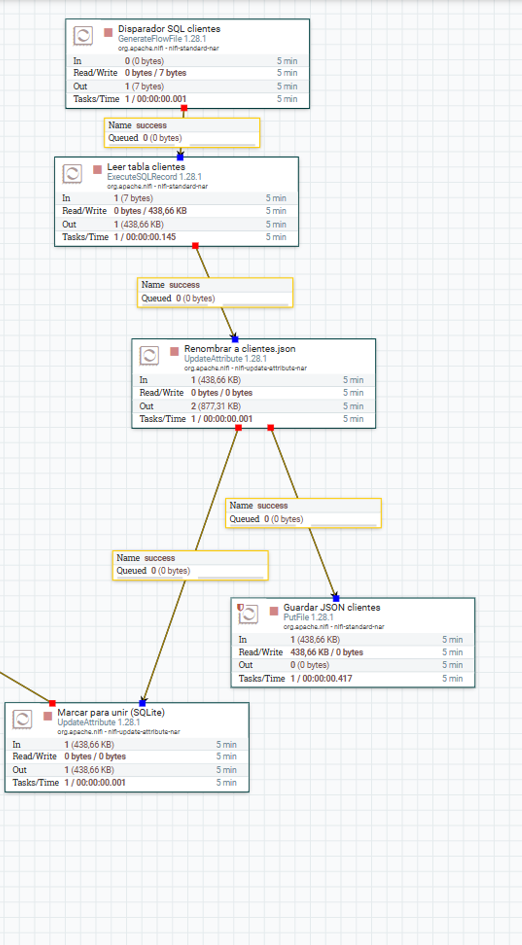 Disparador SQL clientes
GenerateFlowFile 1.28.1
org.apache.nifi - nifi-standard-nar
In 0 (0 bytes) 5 min
Read/Write 0 bytes / 7 bytes 5 min
Out 1 (7 bytes) 5 min
Tasks/Time 1 / 00:00:00.001 5 min
Name success
Queued 0 (0 bytes)
Leer tabla clientes
ExecuteSQLRecord 1.28.1
org.apache.nifi - nifi-standard-nar
In 1 (7 bytes) 5 min
Read/Write 0 bytes / 438,66 KB 5 min
Out 1 (438,66 KB) 5 min
Tasks/Time 1 / 00:00:00.145 5 min
Name success
Queued 0 (0 bytes)
Renombrar a clientes.json
UpdateAttribute 1.28.1
org.apache.nifi - nifi-update-attribute-nar
In 1 (438,66 KB) 5 min
Read/Write 0 bytes / 0 bytes 5 min
Out 2 (877,31 KB) 5 min
Tasks/Time 1 / 00:00:00.001 5 min
Name success
Queued 0 (0 bytes)
Name success
Queued 0 (0 bytes)
Guardar JSON clientes
PutFile 1.28.1
org.apache.nifi - nifi-standard-nar
In 1 (438,66 KB) 5 min
Read/Write 438,66 KB / 0 bytes 5 min
Out 0 (0 bytes) 5 min
Tasks/Time 1 / 00:00:00.417 5 min
Marcar para unir (SQLite)
UpdateAttribute 1.28.1
org.apache.nifi - nifi-update-attribute-nar
In 1 (438,66 KB) 5 min
Read/Write 0 bytes / 0 bytes 5 min
Out 1 (438,66 KB) 5 min
Tasks/Time 1 / 00:00:00.001 5 min